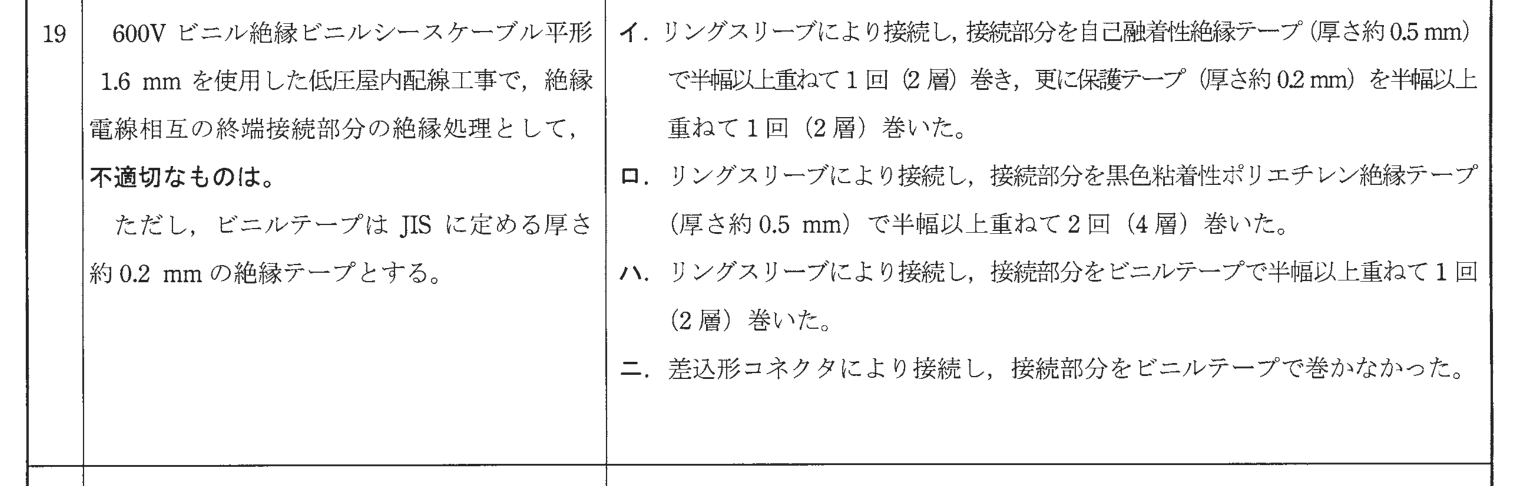 19
600V ビニル絶縁ビニルシースケーブル平形
1.6 mm を使用した低圧屋内配線工事で，絶縁
電線相互の終端接続部分の絶縁処理として，
不適切なものは。
ただし，ビニルテープは JIS に定める厚さ
約 0.2 mm の絶縁テープとする。
イ．リングスリーブにより接続し，接続部分を自己融着性絶縁テープ（厚さ約 0.5 mm）
で半幅以上重ねて 1 回（2 層）巻き，更に保護テープ（厚さ約 0.2 mm）を半幅以上
重ねて 1 回（2 層）巻いた。
ロ．リングスリーブにより接続し，接続部分を黒色粘着性ポリエチレン絶縁テープ
（厚さ約 0.5 mm）で半幅以上重ねて 2 回（4 層）巻いた。
ハ．リングスリーブにより接続し，接続部分をビニルテープで半幅以上重ねて 1 回
（2 層）巻いた。
ニ．差込形コネクタにより接続し，接続部分をビニルテープで巻かなかった。